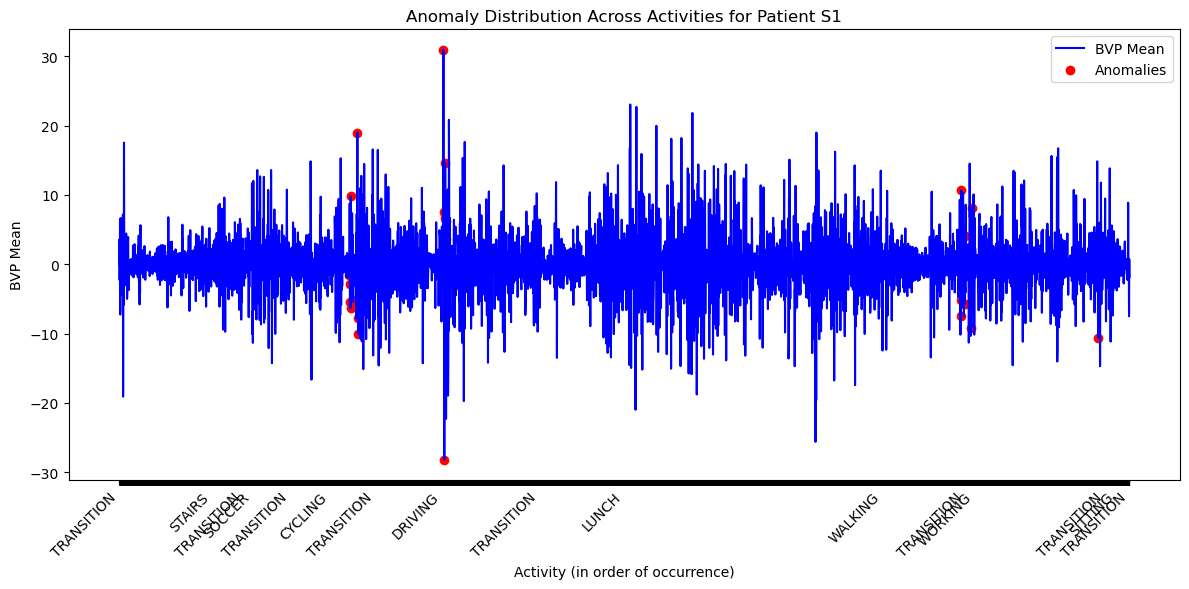 Anomaly Distribution Across Activities for Patient S1
BVP Mean
Anomalies
BVP Mean
30
20
10
0
−10
−20
−30
TRANSITION
STAIRS
TRANSITION
SOCCER
TRANSITION
CYCLING
TRANSITION
DRIVING
TRANSITION
LUNCH
WALKING
TRANSITION
WORKING
TRANSITION
SITTING
TRANSITION
Activity (in order of occurrence)